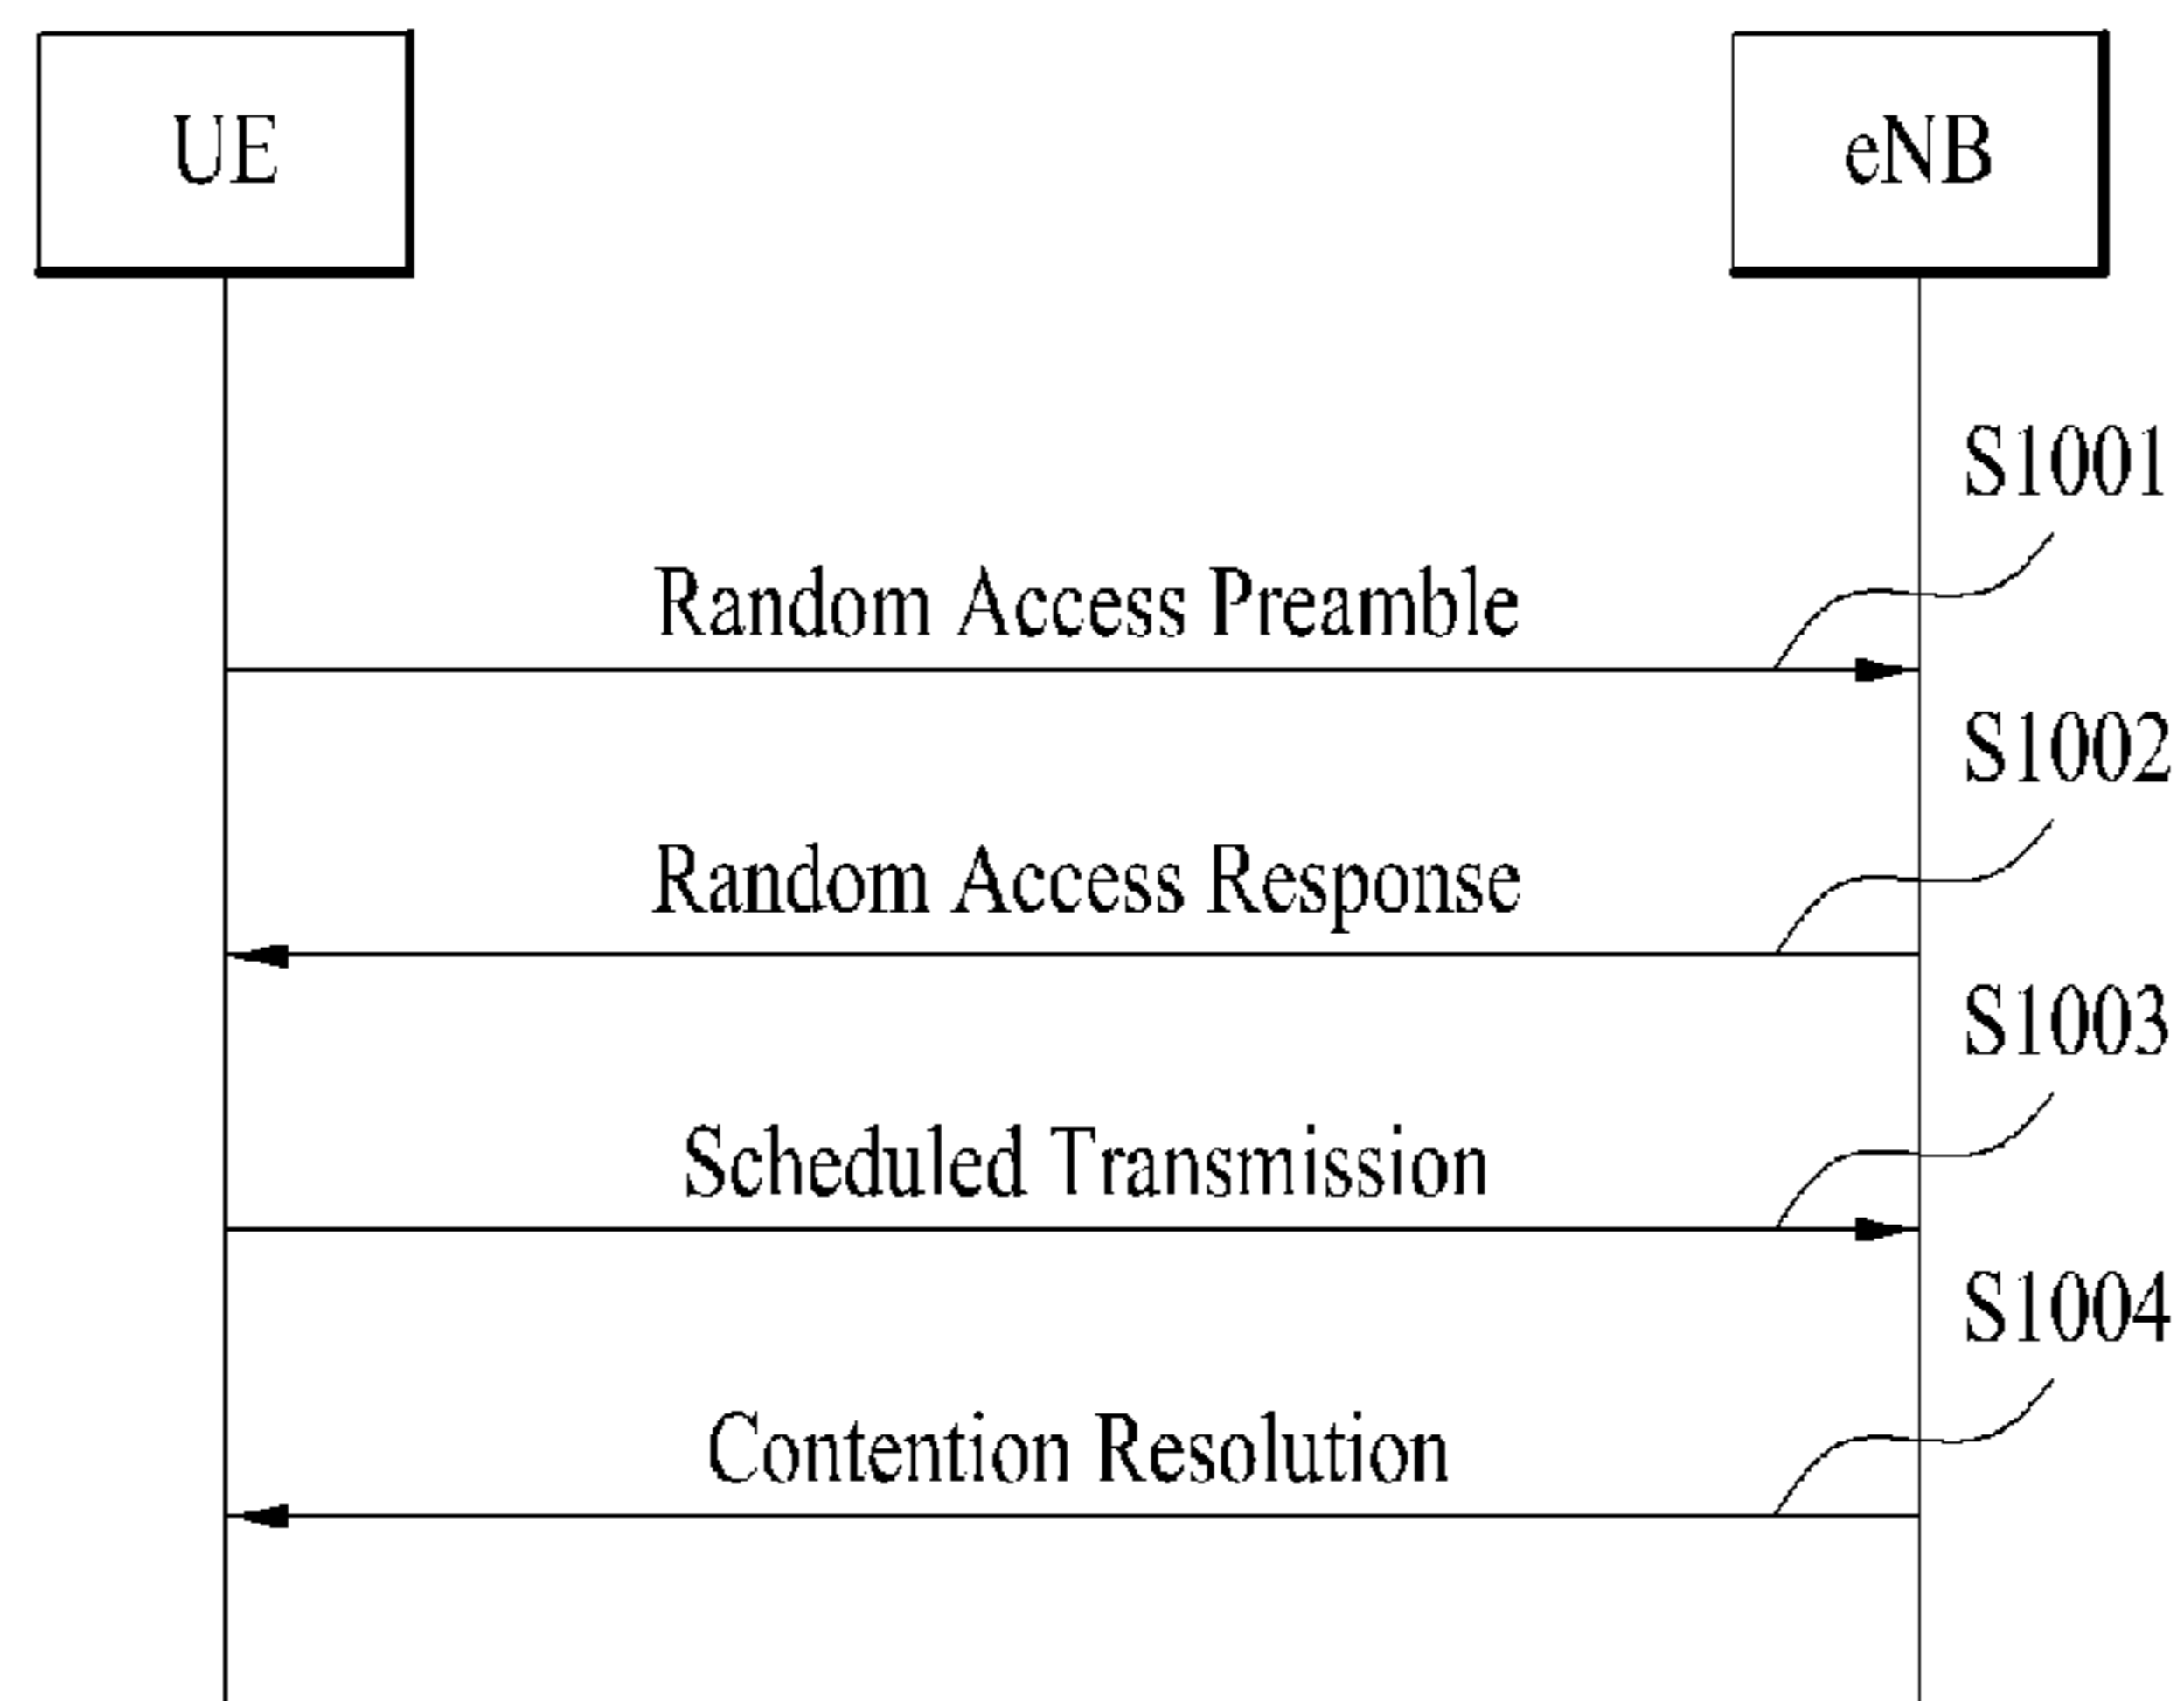 UE
eNB
S1001
Random Access Preamble
S1002
Random Access Response
S1003
Scheduled Transmission
S1004
Contention Resolution